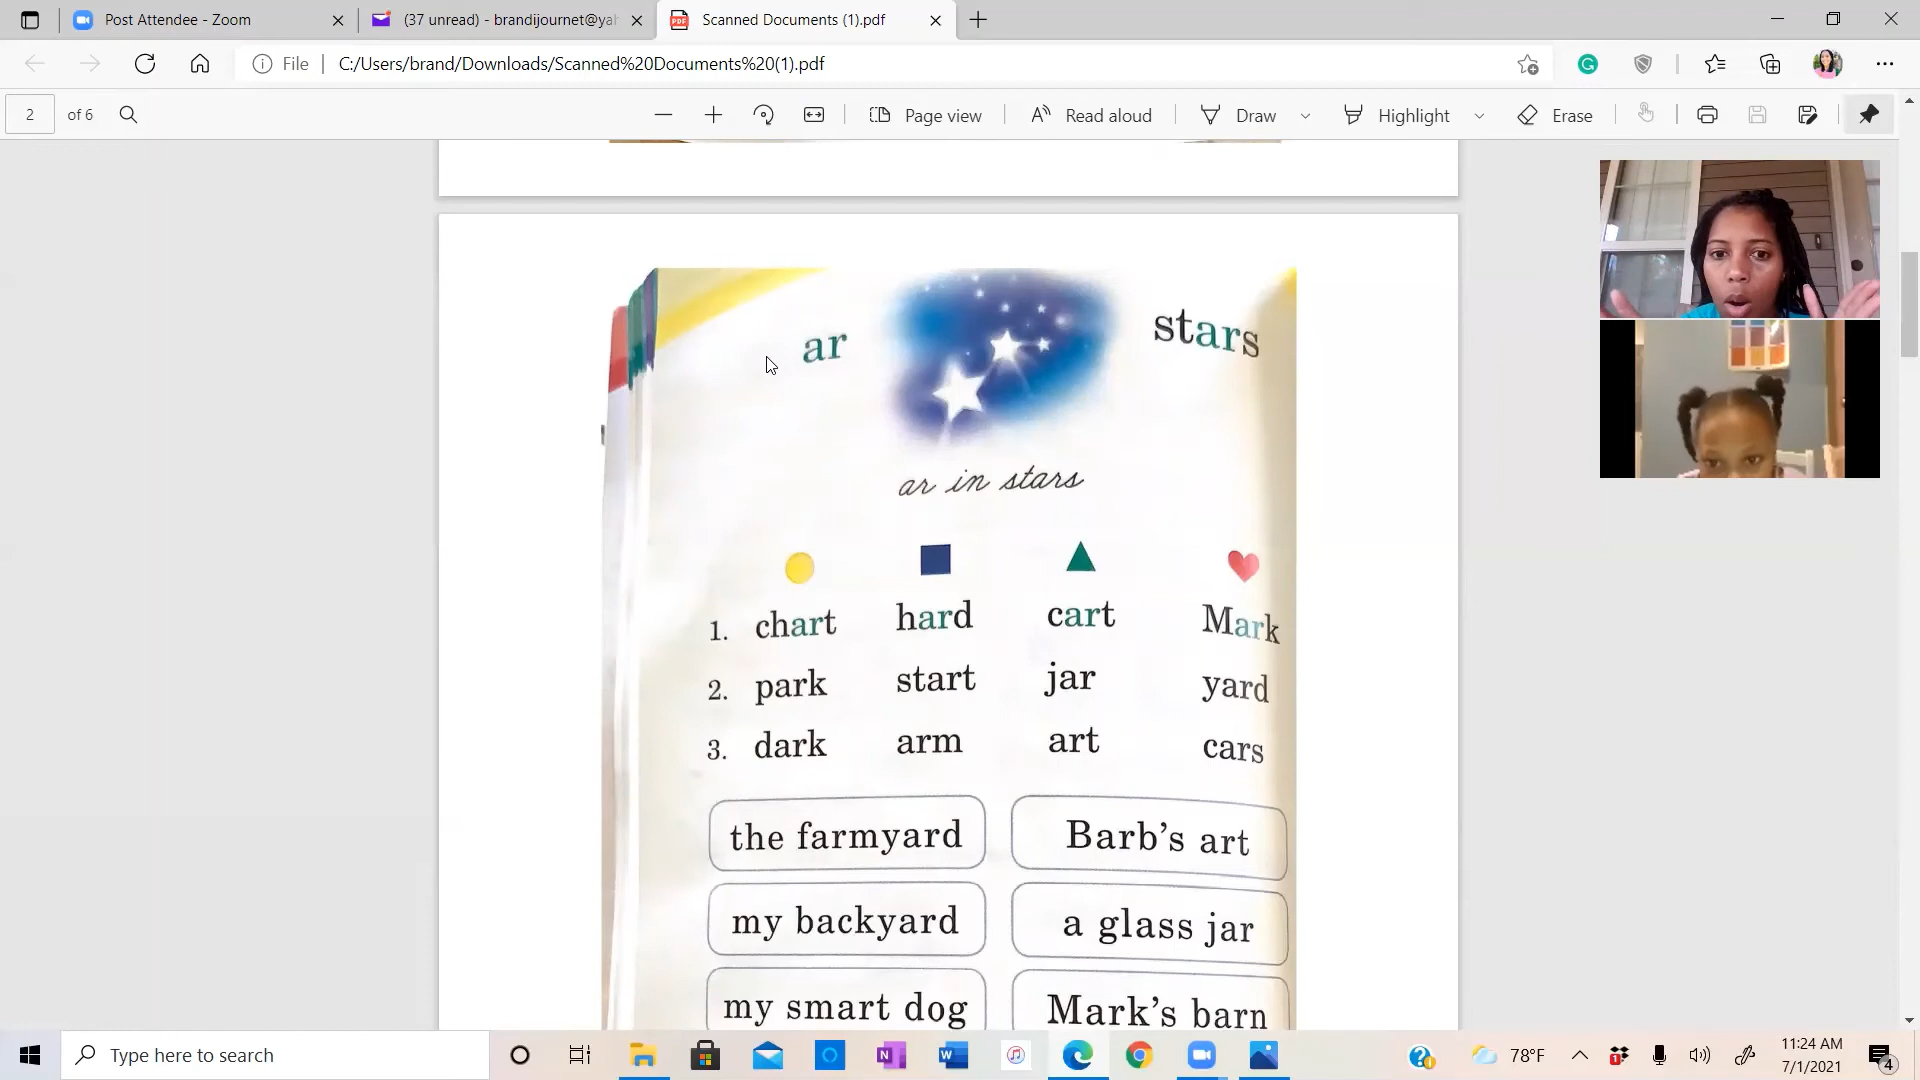 Post Attendee - Zoom
(37 unread) - brandijournet@ya
Scanned Documents (1).pdf
File
C:/Users/brand/Downloads/Scanned%20Documents%20(1).pdf
2 of 6
Page view
Read aloud
Draw
Highlight
Erase
ar
stars
ar in stars
1. chart hard cart Mark
2. park start jar yard
3. dark arm art cars
the farmyard Barb's art
my backyard a glass jar
my smart dog Mark's barn
Type here to search
78°F
11:24 AM
7/1/2021
4